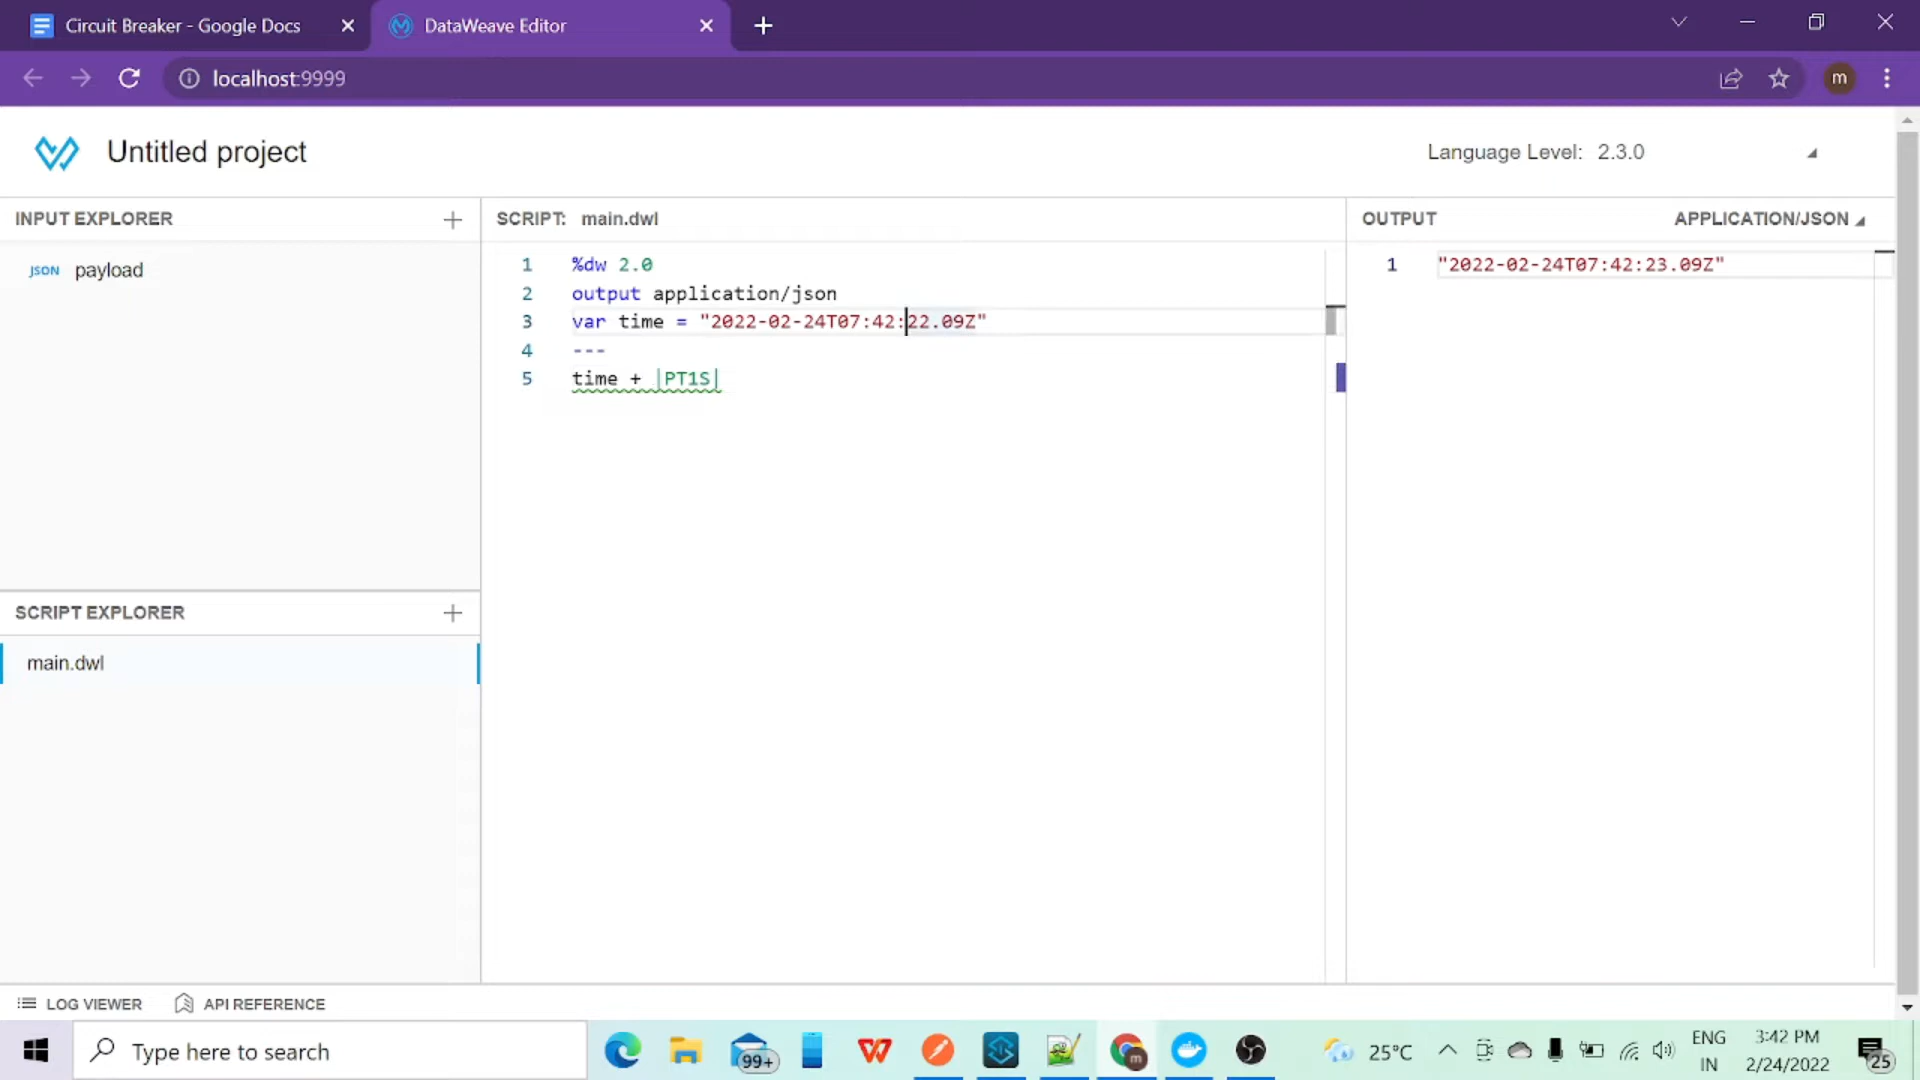 Circuit Breaker - Google Docs
DataWeave Editor
localhost:9999
m
Untitled project
Language Level: 2.3.0
INPUT EXPLORER
SCRIPT: main.dwl
OUTPUT
APPLICATION/JSON
JSON payload
1 %dw 2.0
2 output application/json
3 var time = "2022-02-24T07:42:22.09Z"
4 ---
5 time + |PT1S|
1 "2022-02-24T07:42:23.09Z"
SCRIPT EXPLORER
main.dwl
LOG VIEWER
API REFERENCE
Type here to search
99+
m
25°C
ENG
IN
3:42 PM
2/24/2022
25